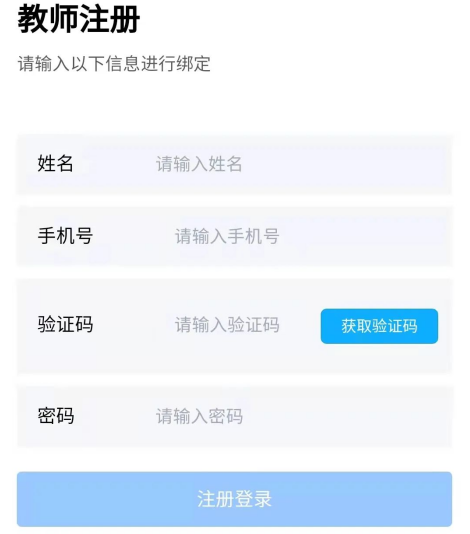 教师注册
请输入以下信息进行绑定
姓名 请输入姓名
手机号 请输入手机号
验证码 请输入验证码 获取验证码
密码 请输入密码
注册登录